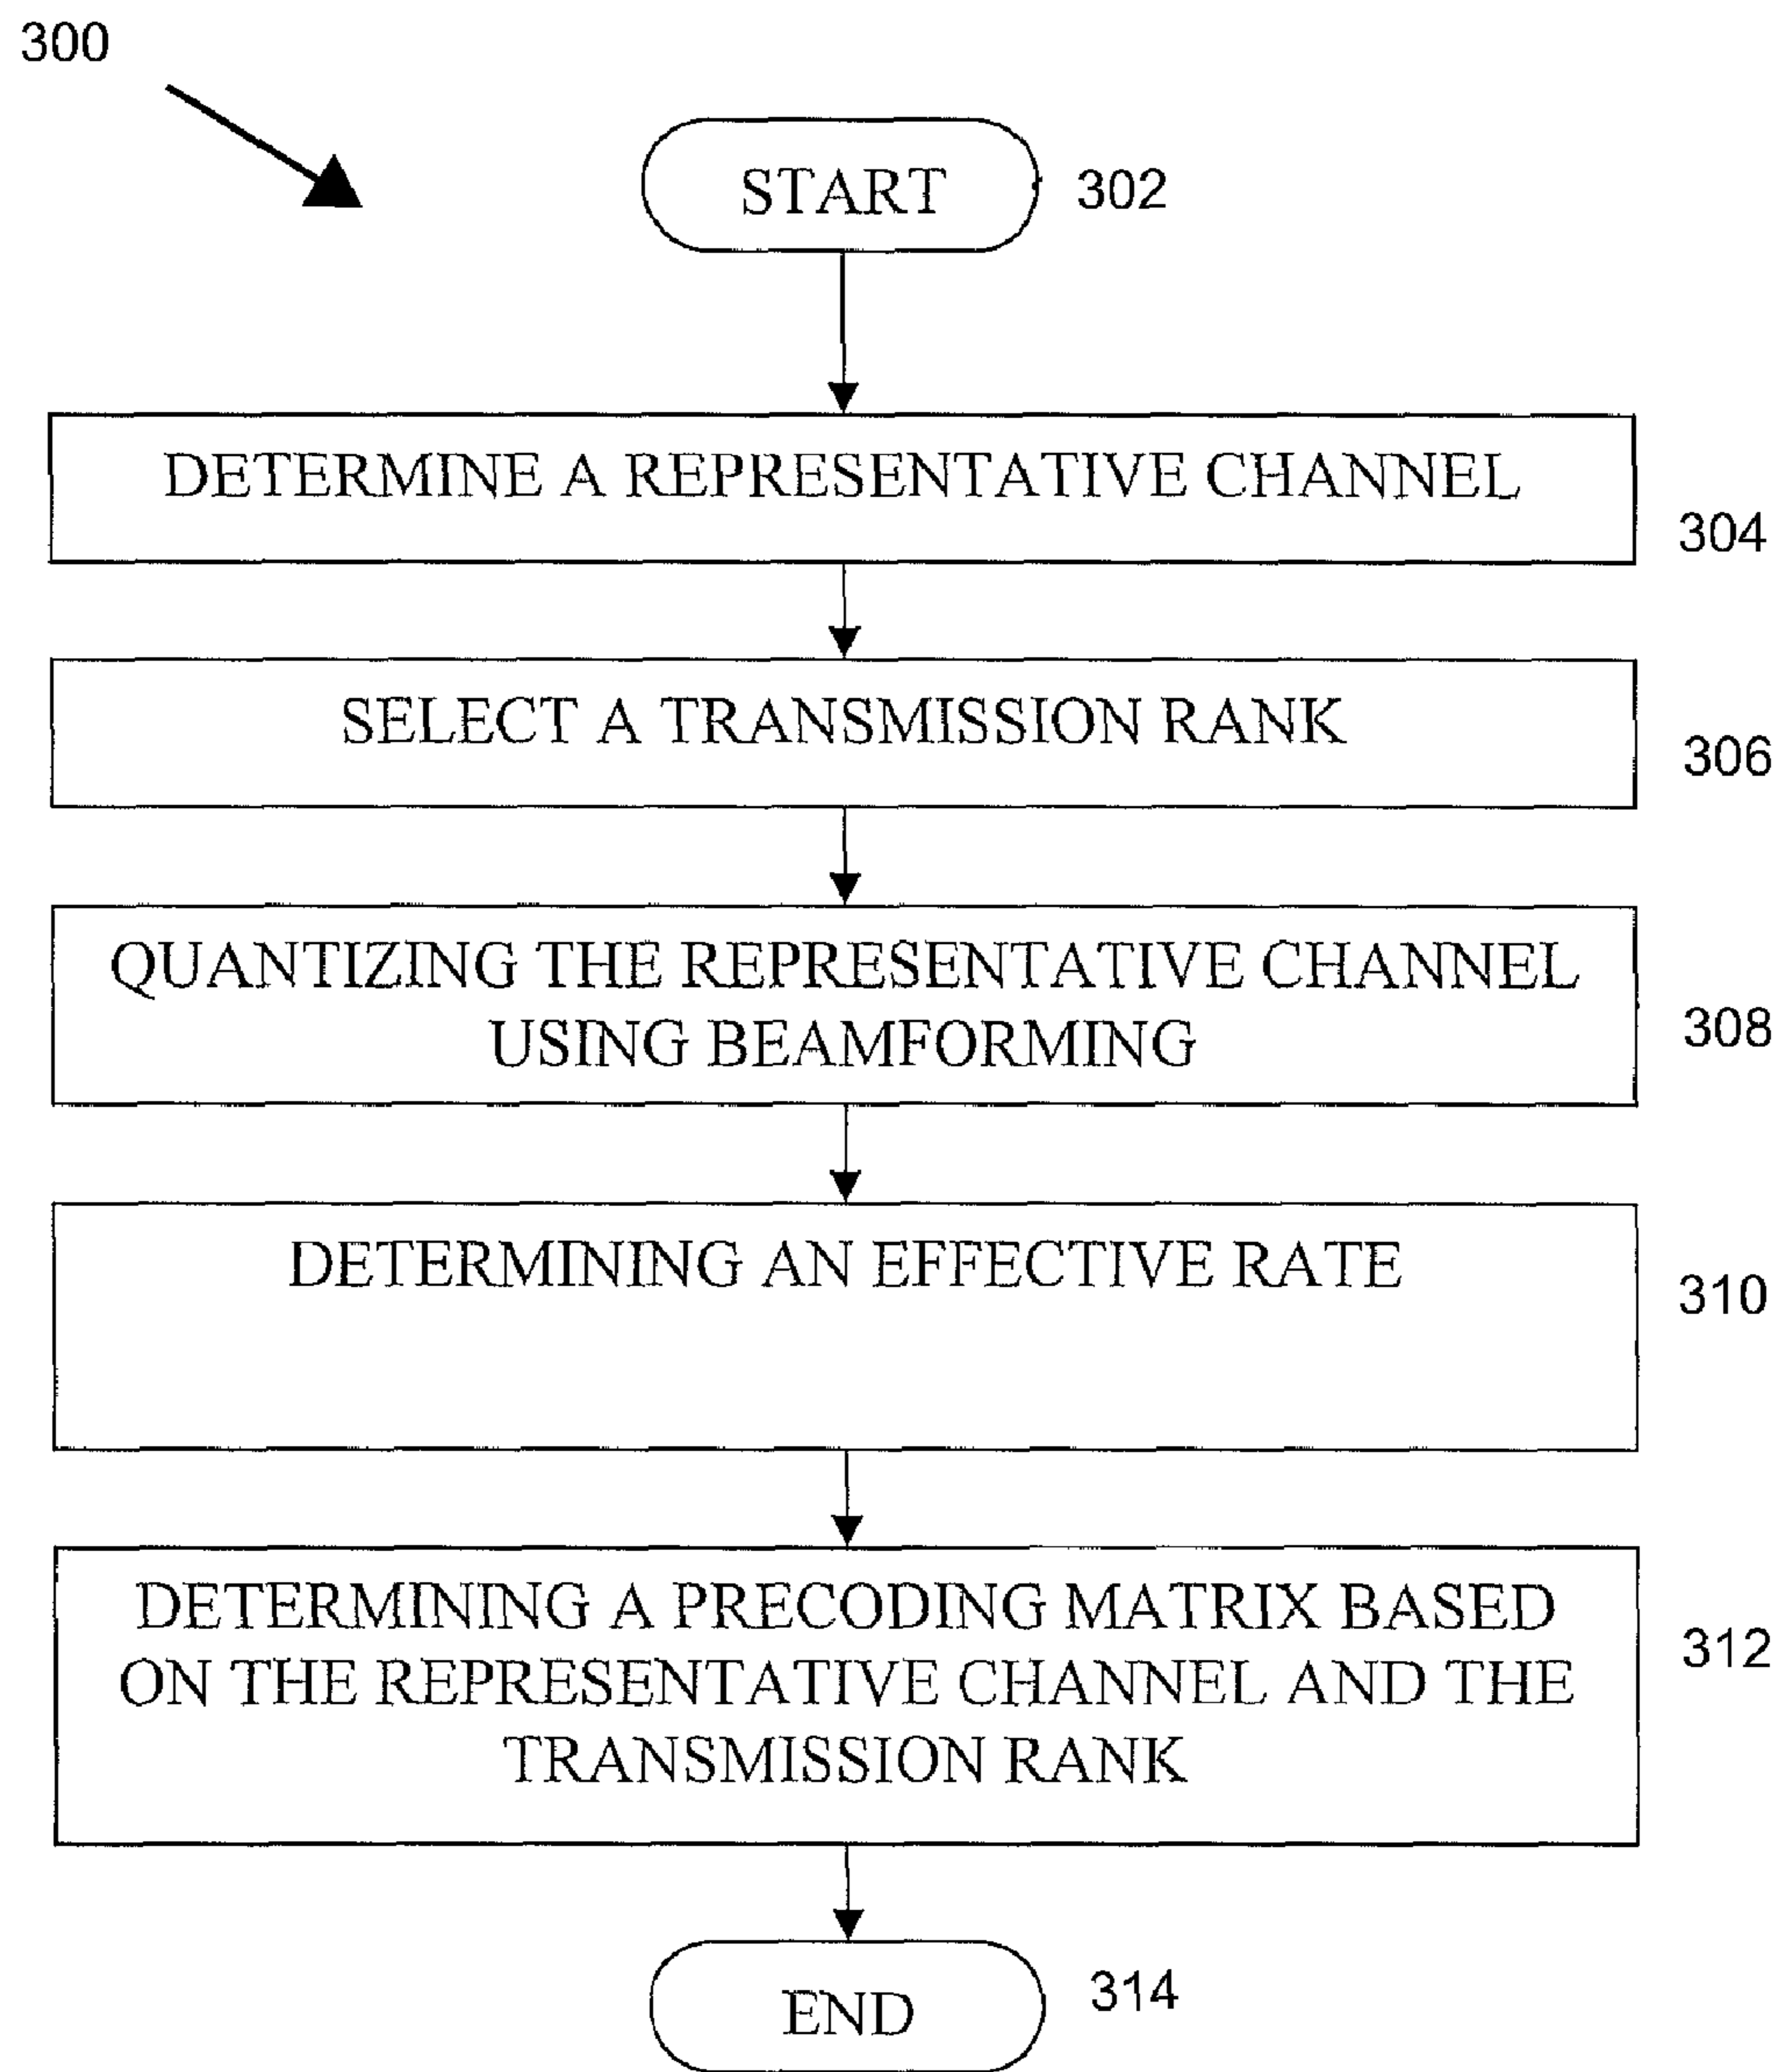 300
START
302
DETERMINE A REPRESENTATIVE CHANNEL
304
SELECT A TRANSMISSION RANK
306
QUANTIZING THE REPRESENTATIVE CHANNEL
USING BEAMFORMING
308
DETERMINING AN EFFECTIVE RATE
310
DETERMINING A PRECODING MATRIX BASED
ON THE REPRESENTATIVE CHANNEL AND THE
TRANSMISSION RANK
312
END
314